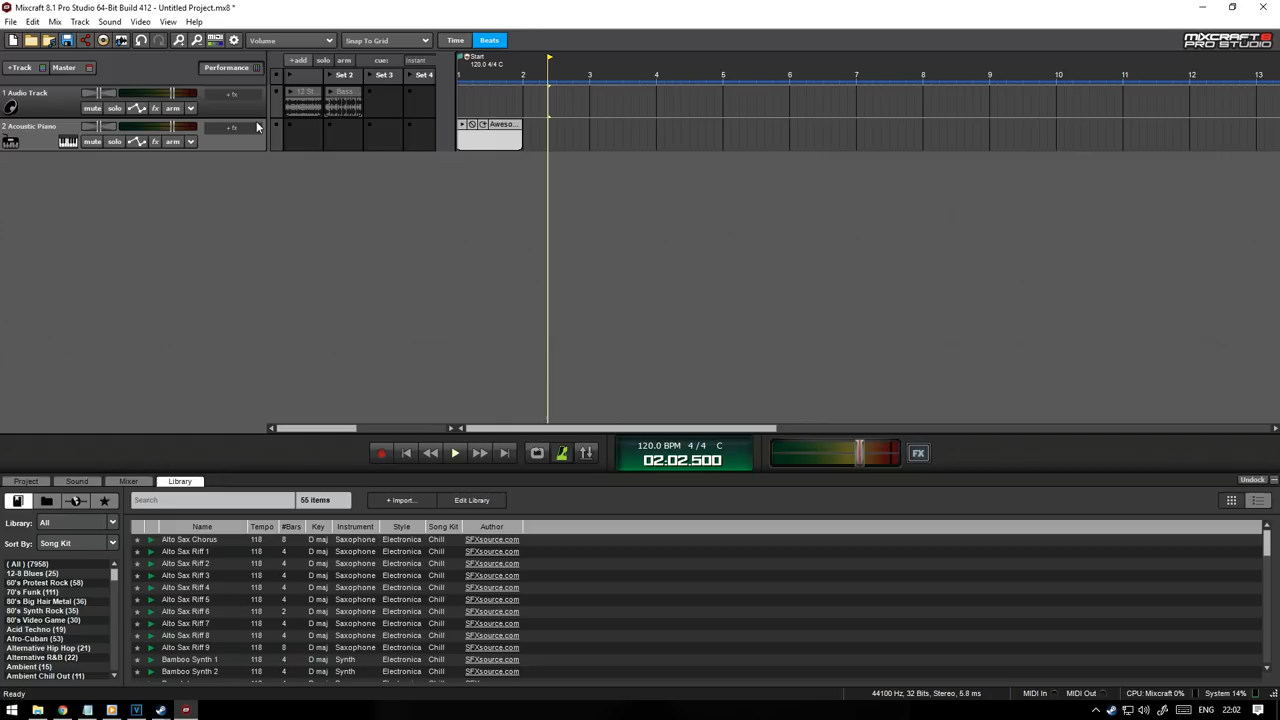 Mixcraft 8.1 Pro Studio 64-Bit Build 412 - Untitled Project.mx8 *
File Edit Mix Track Sound Video View Help
Volume Snap To Grid Time Beats MIXCRAFT 8 PRO STUDIO
+add solo arm cue: Instant Start
120.0 4/4 C
+Track Master Performance Set 2 Set 3 Set 4 1 2 3 4 5 6 7 8 9 10 11 12 13
1 Audio Track + fx 12 St Bass
mute solo fx arm
2 Acoustic Piano + fx Aweso...
mute solo fx arm
120.0 BPM 4/4 C
02:02.500 FX
Project Sound Mixer Library Undock
Search 55 items + Import... Edit Library
Library: All
Name Tempo #Bars Key Instrument Style Song Kit Author
Sort By: Song Kit
Alto Sax Chorus 118 8 D maj Saxophone Electronica Chill SFXsource.com
Alto Sax Riff 1 118 4 D maj Saxophone Electronica Chill SFXsource.com
Alto Sax Riff 2 118 4 D maj Saxophone Electronica Chill SFXsource.com
Alto Sax Riff 3 118 4 D maj Saxophone Electronica Chill SFXsource.com
Alto Sax Riff 4 118 4 D maj Saxophone Electronica Chill SFXsource.com
Alto Sax Riff 5 118 4 D maj Saxophone Electronica Chill SFXsource.com
Alto Sax Riff 6 118 2 D maj Saxophone Electronica Chill SFXsource.com
Alto Sax Riff 7 118 4 D maj Saxophone Electronica Chill SFXsource.com
Alto Sax Riff 8 118 4 D maj Saxophone Electronica Chill SFXsource.com
Alto Sax Riff 9 118 8 D maj Saxophone Electronica Chill SFXsource.com
Bamboo Synth 1 118 4 D maj Synth Electronica Chill SFXsource.com
Bamboo Synth 2 118 4 D maj Synth Electronica Chill SFXsource.com
( All ) (7958)
12-8 Blues (25)
60's Protest Rock (58)
70's Funk (111)
80's Big Hair Metal (36)
80's Synth Rock (35)
80's Video Game (30)
Acid Techno (19)
Afro-Cuban (53)
Alternative Hip Hop (21)
Alternative R&B (22)
Ambient (15)
Ambient Chill Out (11)
Ready 44100 Hz, 32 Bits, Stereo, 5.8 ms MIDI In MIDI Out CPU: Mixcraft 0% System 14%
ENG 22:02